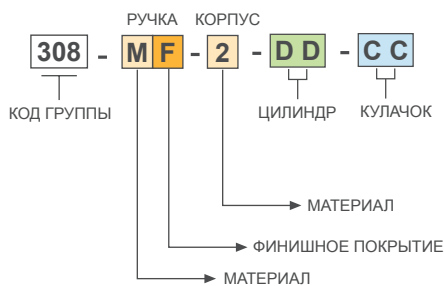 РУЧКА КОРПУС
308 - M F - 2 - D D - C C
КОД ГРУППЫ ЦИЛИНДР КУЛАЧОК
МАТЕРИАЛ
ФИНИШНОЕ ПОКРЫТИЕ
МАТЕРИАЛ